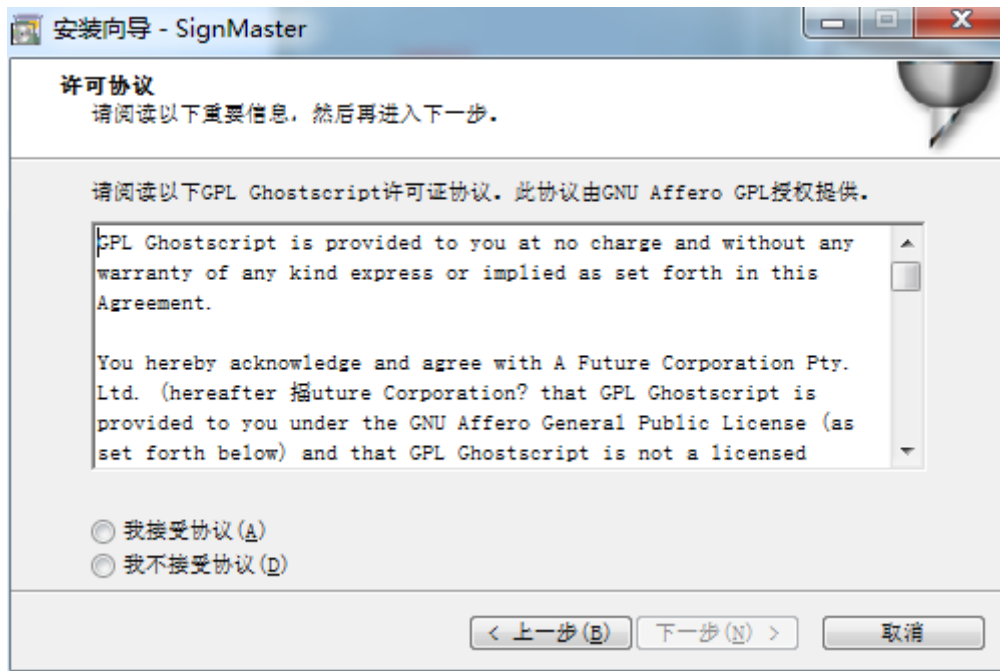 安装向导 - SignMaster
许可协议
请阅读以下重要信息，然后再进入下一步.
请阅读以下GPL Ghostscript许可证协议. 此协议由GNU Affero GPL授权提供.
GPL Ghostscript is provided to you at no charge and without any
warranty of any kind express or implied as set forth in this
Agreement.
You hereby acknowledge and agree with A Future Corporation Pty.
Ltd. (hereafter 揊uture Corporation? that GPL Ghostscript is
provided to you under the GNU Affero General Public License (as
set forth below) and that GPL Ghostscript is not a licensed
我接受协议(A)
我不接受协议(D)
< 上一步(B)
下一步(N) >
取消